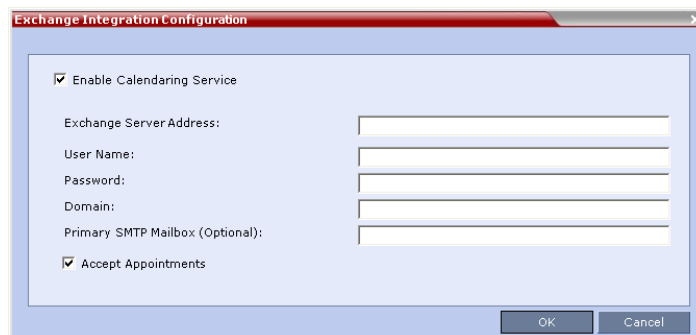 Exchange Integration Configuration
Enable Calendaring Service
Exchange Server Address:
User Name:
Password:
Domain:
Primary SMTP Mailbox (Optional):
Accept Appointments
OK Cancel